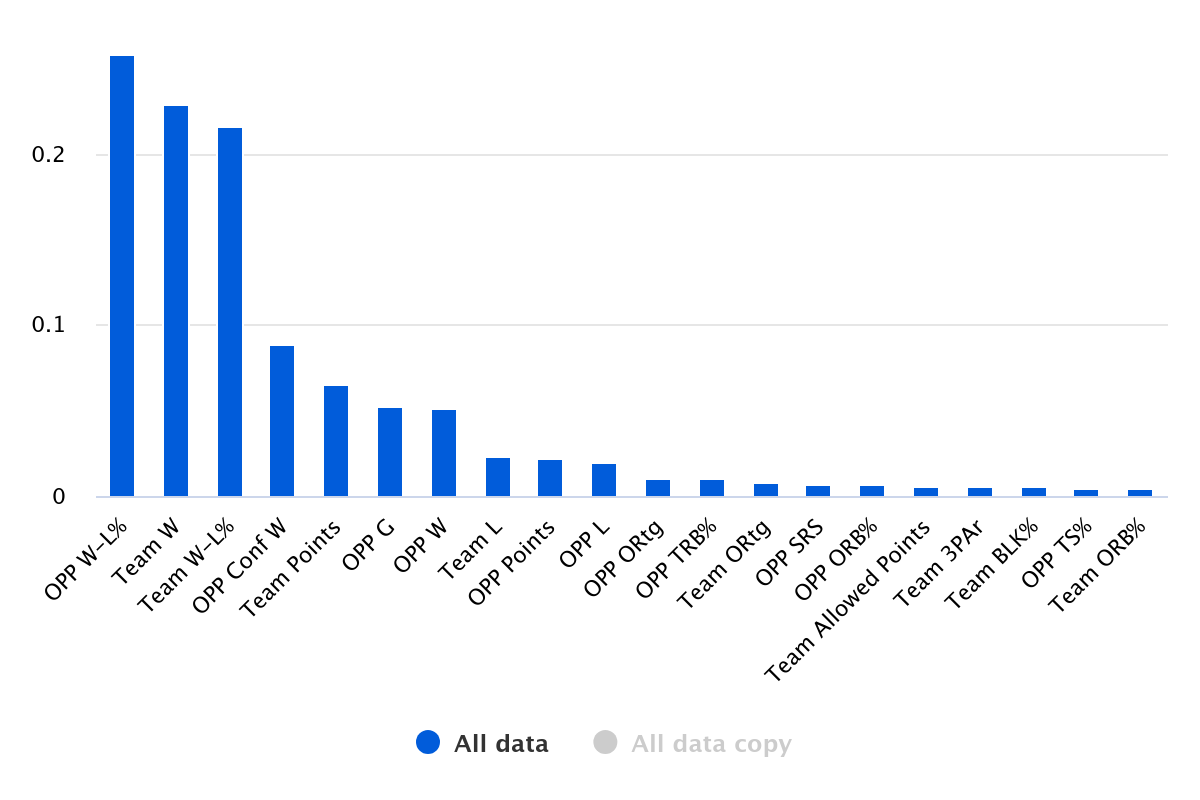 0.2
0.1
0
OPP W-L%
Team W
Team W-L%
OPP Conf W
Team Points
OPP G
OPP W
Team L
OPP Points
OPP L
OPP ORtg
OPP TRB%
Team ORtg
OPP SRS
OPP ORB%
Team Allowed Points
Team 3PAr
Team BLK%
OPP TS%
Team ORB%
All data
All data copy